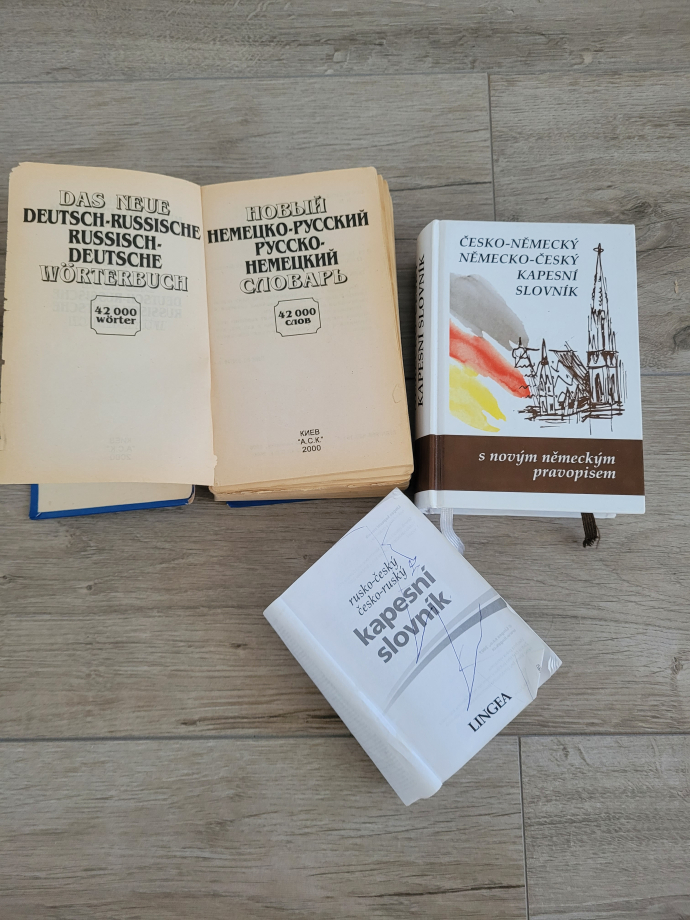 DAS NEUE
DEUTSCH-RUSSISCHE
RUSSISCH-
DEUTSCHE
WÖRTERBUCH
42 000
wörter
НОВЫЙ
НЕМЕЦКО-РУССКИЙ
РУССКО-
НЕМЕЦКИЙ
СЛОВАРЬ
42 000
слов
КИЕВ
"А.С.К."
2000
KAPESNÍ SLOVNÍK
ČESKO-NĚMECKÝ
NĚMECKO-ČESKÝ
KAPESNÍ
SLOVNÍK
s novým německým
pravopisem
rusko-český
česko-ruský
kapesní
slovník
LINGEA